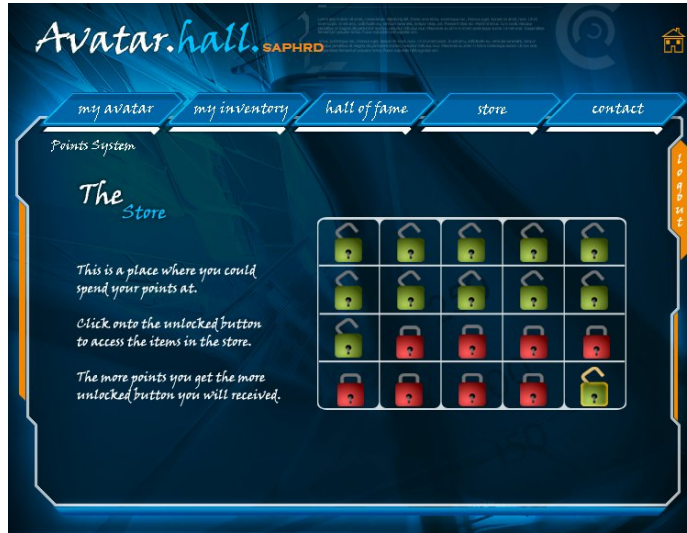 Avatar.hall. SAPHRD
my avatar
my inventory
hall of fame
store
contact
Points System
Logout
The
Store
This is a place where you could
spend your points at.
Click onto the unlocked button
to access the items in the store.
The more points you get the more
unlocked button you will received.